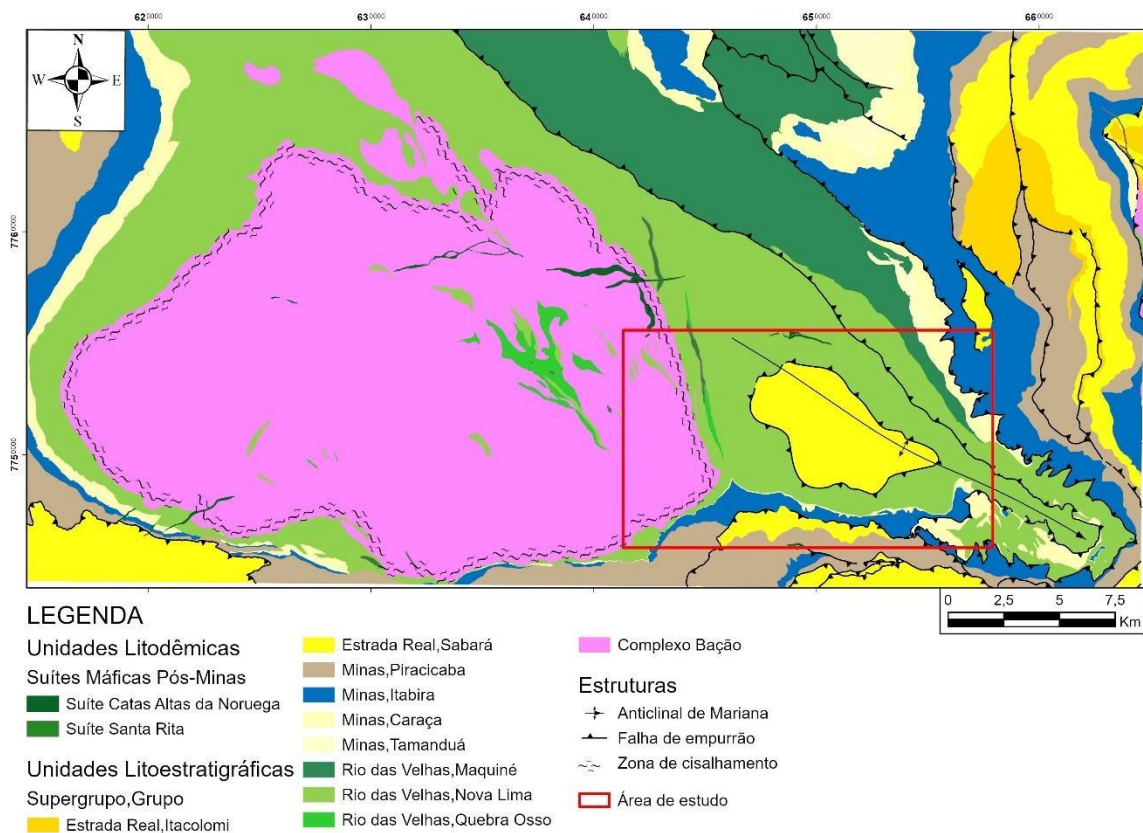 62⁰⁰⁰⁰
63⁰⁰⁰⁰
64⁰⁰⁰⁰
65⁰⁰⁰⁰
66⁰⁰⁰⁰
N
W
E
S
776⁰⁰⁰⁰
775⁰⁰⁰⁰
LEGENDA
Unidades Litodêmicas
Suítes Máficas Pós-Minas
Suíte Catas Altas da Noruega
Suíte Santa Rita
Unidades Litoestratigráficas
Supergrupo,Grupo
Estrada Real,Itacolomi
Estrada Real,Sabará
Minas,Piracicaba
Minas,Itabira
Minas,Caraça
Minas,Tamanduá
Rio das Velhas,Maquiné
Rio das Velhas,Nova Lima
Rio das Velhas,Quebra Osso
Complexo Bação
Estruturas
Anticlinal de Mariana
Falha de empurrão
Zona de cisalhamento
Área de estudo
0 2,5 5 7,5
Km